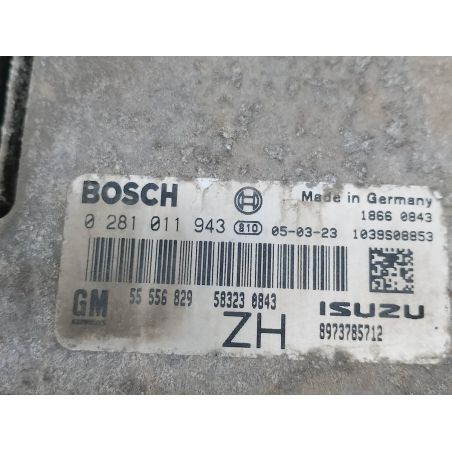 BOSCH Made in Germany
1866 0843
0 281 011 943 810 05-03-23 1039S08853
GM 55 556 829 58323 0843 ISUZU
ZH 8973785712